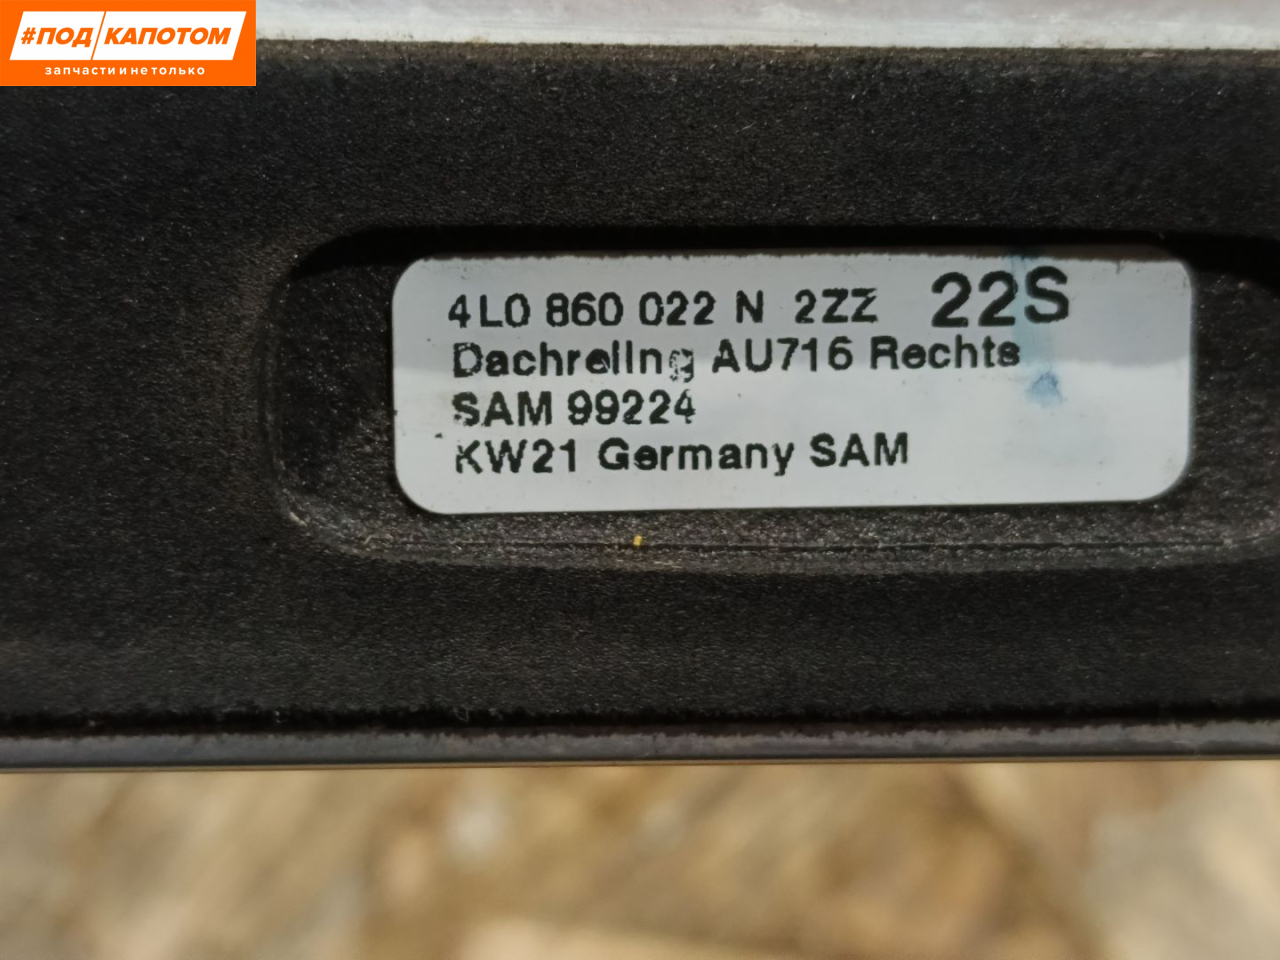 #ПОД КАПОТОМ
запчасти и не только
4L0 860 022 N 2ZZ 22S
Dachreling AU716 Rechts
SAM 99224
KW21 Germany SAM